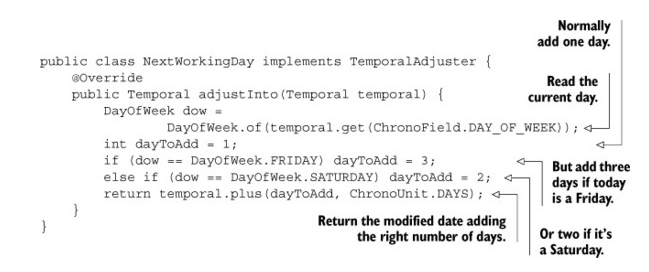 Normally
add one day.
public class NextWorkingDay implements TemporalAdjuster {
@Override
Read the
public Temporal adjustInto(Temporal temporal) {
current day.
DayOfWeek dow =
DayOfWeek.of(temporal.get(ChronoField.DAY_OF_WEEK));
int dayToAdd = 1;
if (dow == DayOfWeek.FRIDAY) dayToAdd = 3;
But add three
days if today
is a Friday.
else if (dow == DayOfWeek.SATURDAY) dayToAdd = 2;
return temporal.plus(dayToAdd, ChronoUnit.DAYS);
}
Return the modified date adding
the right number of days.
Or two if it's
a Saturday.
}